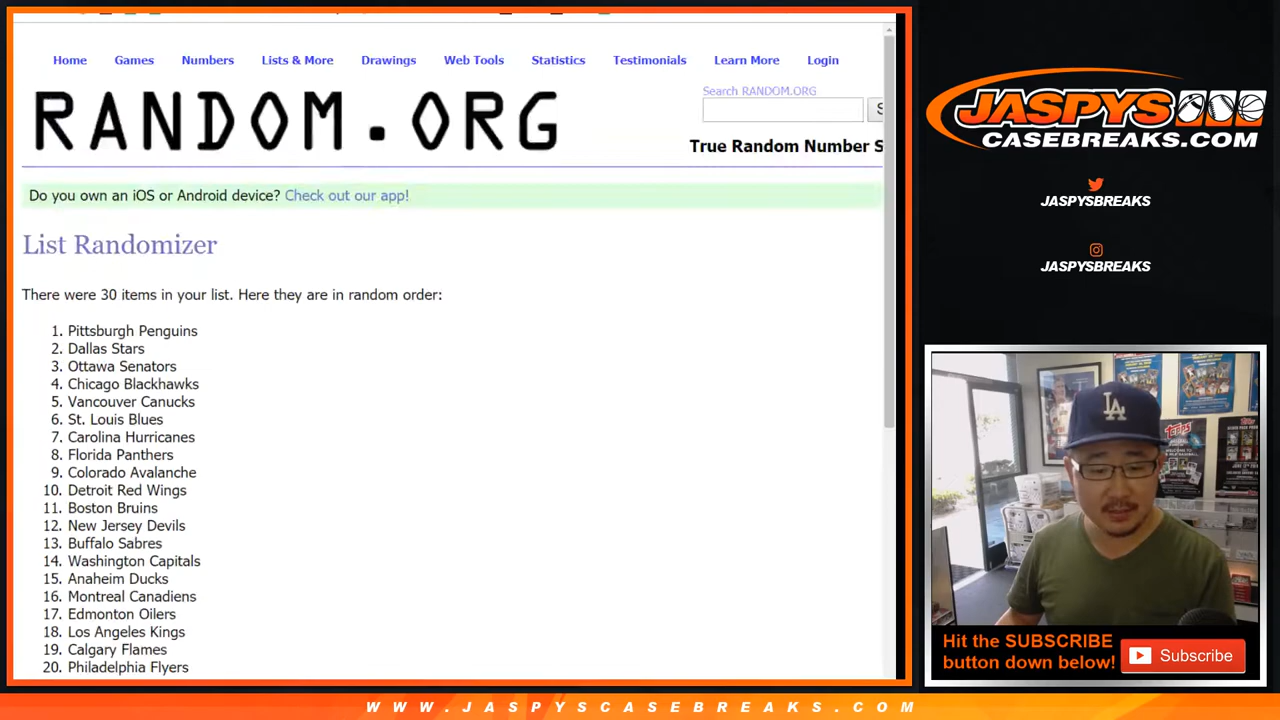 Home Games Numbers Lists & More Drawings Web Tools Statistics Testimonials Learn More Login
Search RANDOM.ORG
RANDOM.ORG
S
True Random Number S
Do you own an iOS or Android device? Check out our app!
List Randomizer
There were 30 items in your list. Here they are in random order:
1. Pittsburgh Penguins
2. Dallas Stars
3. Ottawa Senators
4. Chicago Blackhawks
5. Vancouver Canucks
6. St. Louis Blues
7. Carolina Hurricanes
8. Florida Panthers
9. Colorado Avalanche
10. Detroit Red Wings
11. Boston Bruins
12. New Jersey Devils
13. Buffalo Sabres
14. Washington Capitals
15. Anaheim Ducks
16. Montreal Canadiens
17. Edmonton Oilers
18. Los Angeles Kings
19. Calgary Flames
20. Philadelphia Flyers
JASPYS
CASEBREAKS.COM
JASPYSBREAKS
JASPYSBREAKS
LA
TOPPS
Hit the SUBSCRIBE
button down below!
Subscribe
WWW.JASPYSCASEBREAKS.COM